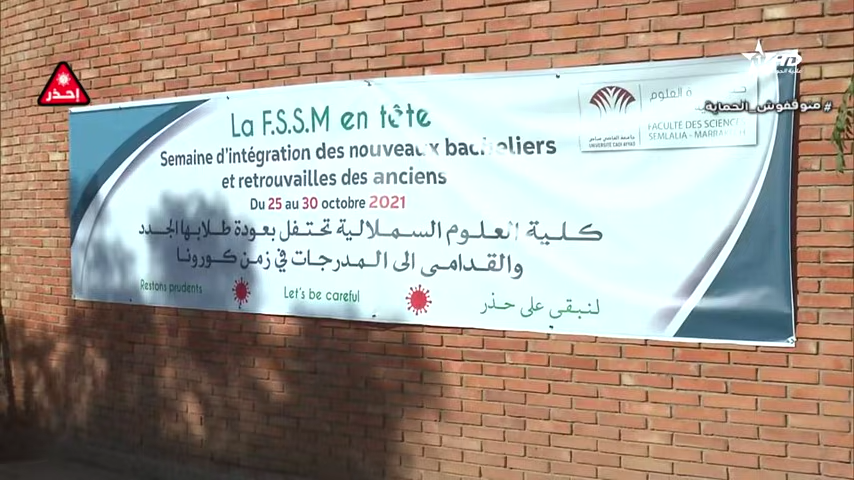 إحذر
#موقفوش_الحماية
La F.S.S.M en tête
Semaine d'intégration des nouveaux bacheliers
et retrouvailles des anciens
Du 25 au 30 octobre 2021
كلية العلوم السملالية تحتفل بعودة طلابها الجدد
والقدامى الى المدرجات في زمن كورونا
Restons prudents
Let's be careful
لنبقى على حذر
العلوم
جامعة القاضي عياض
UNIVERSITÉ CADI AYYAD
FACULTÉ DES SCIENCES
SEMLALIA - MARRAKECH